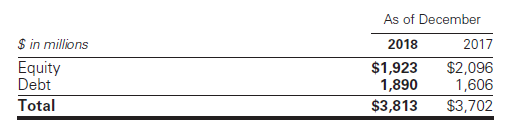 As of December
$ in millions 2018 2017
Equity $1,923 $2,096
Debt 1,890 1,606
Total $3,813 $3,702